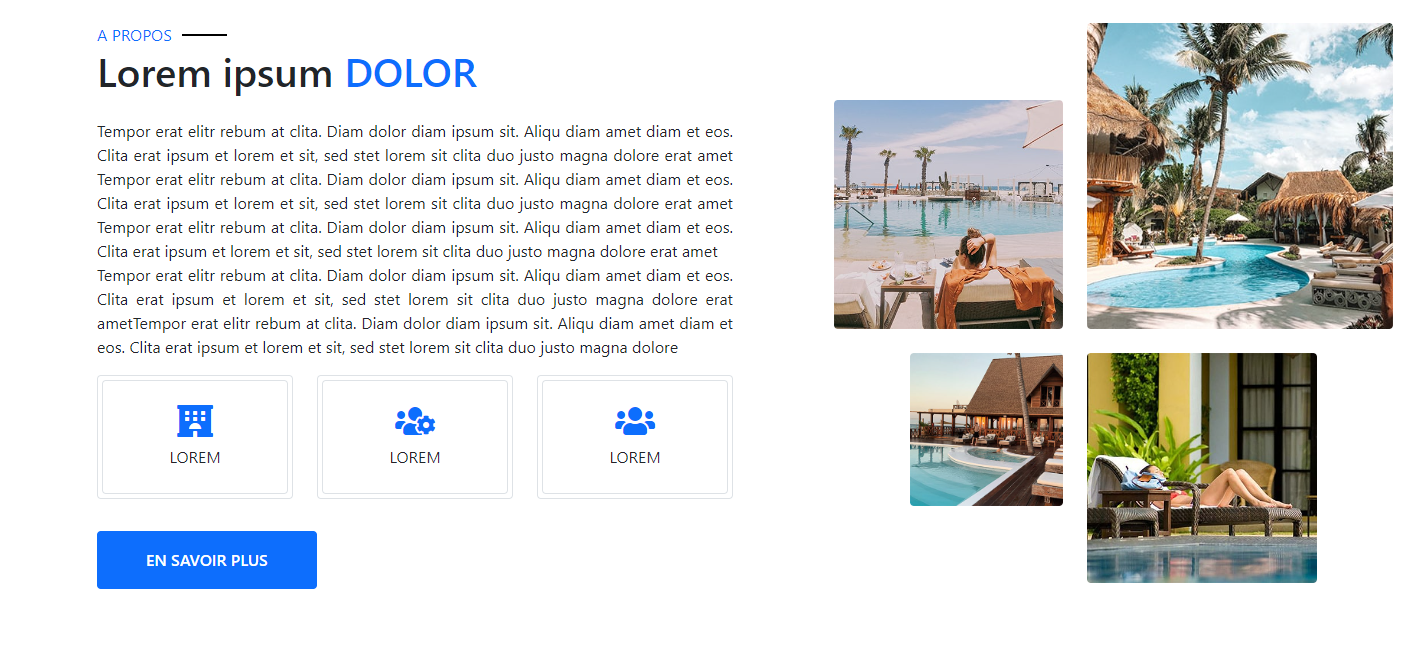 A PROPOS
Lorem ipsum DOLOR
Tempor erat elitr rebum at clita. Diam dolor diam ipsum sit. Aliqu diam amet diam et eos.
Clita erat ipsum et lorem et sit, sed stet lorem sit clita duo justo magna dolore erat amet
Tempor erat elitr rebum at clita. Diam dolor diam ipsum sit. Aliqu diam amet diam et eos.
Clita erat ipsum et lorem et sit, sed stet lorem sit clita duo justo magna dolore erat amet
Tempor erat elitr rebum at clita. Diam dolor diam ipsum sit. Aliqu diam amet diam et eos.
Clita erat ipsum et lorem et sit, sed stet lorem sit clita duo justo magna dolore erat amet
Tempor erat elitr rebum at clita. Diam dolor diam ipsum sit. Aliqu diam amet diam et eos.
Clita erat ipsum et lorem et sit, sed stet lorem sit clita duo justo magna dolore erat
ametTempor erat elitr rebum at clita. Diam dolor diam ipsum sit. Aliqu diam amet diam et
eos. Clita erat ipsum et lorem et sit, sed stet lorem sit clita duo justo magna dolore
LOREM
LOREM
LOREM
EN SAVOIR PLUS